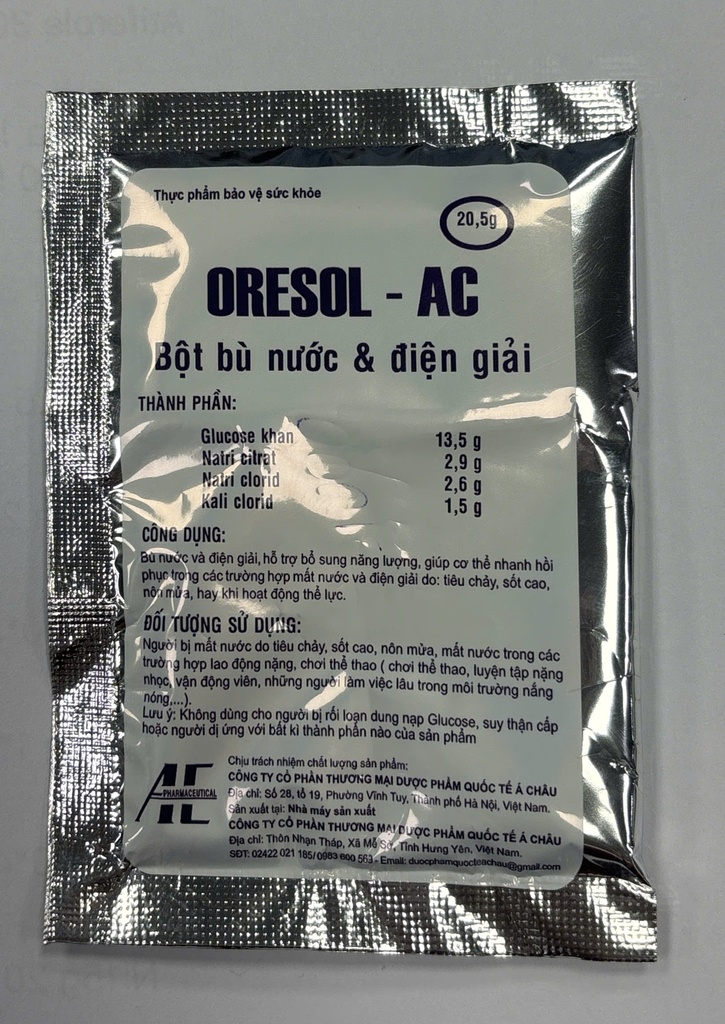 Thực phẩm bảo vệ sức khỏe
20,5g
ORESOL - AC
Bột bù nước & điện giải
THÀNH PHẦN:
Glucose khan 13,5 g
Natri citrat 2,9 g
Natri clorid 2,6 g
Kali clorid 1,5 g
CÔNG DỤNG:
Bù nước và điện giải, hỗ trợ bổ sung năng lượng, giúp cơ thể nhanh hồi
phục trong các trường hợp mất nước và điện giải do: tiêu chảy, sốt cao,
nôn mửa, hay khi hoạt động thể lực.
ĐỐI TƯỢNG SỬ DỤNG:
Người bị mất nước do tiêu chảy, sốt cao, nôn mửa, mất nước trong các
trường hợp lao động nặng, chơi thể thao ( chơi thể thao, luyện tập nặng
nhọc, vận động viên, những người làm việc lâu trong môi trường nắng
nóng,...).
Lưu ý: Không dùng cho người bị rối loạn dung nạp Glucose, suy thận cấp
hoặc người dị ứng với bất kì thành phần nào của sản phẩm
AC
PHARMACEUTICAL
Chịu trách nhiệm chất lượng sản phẩm:
CÔNG TY CỔ PHẦN THƯƠNG MẠI DƯỢC PHẨM QUỐC TẾ Á CHÂU
Địa chỉ: Số 28, tổ 19, Phường Vĩnh Tuy, Thành phố Hà Nội, Việt Nam.
Sản xuất tại: Nhà máy sản xuất
CÔNG TY CỔ PHẦN THƯƠNG MẠI DƯỢC PHẨM QUỐC TẾ Á CHÂU
Địa chỉ: Thôn Nhạn Tháp, Xã Mễ Sở, Tỉnh Hưng Yên, Việt Nam.
SĐT: 02422 021 185/0983 600 563 - Email: duocphamquocteachau@gmail.com